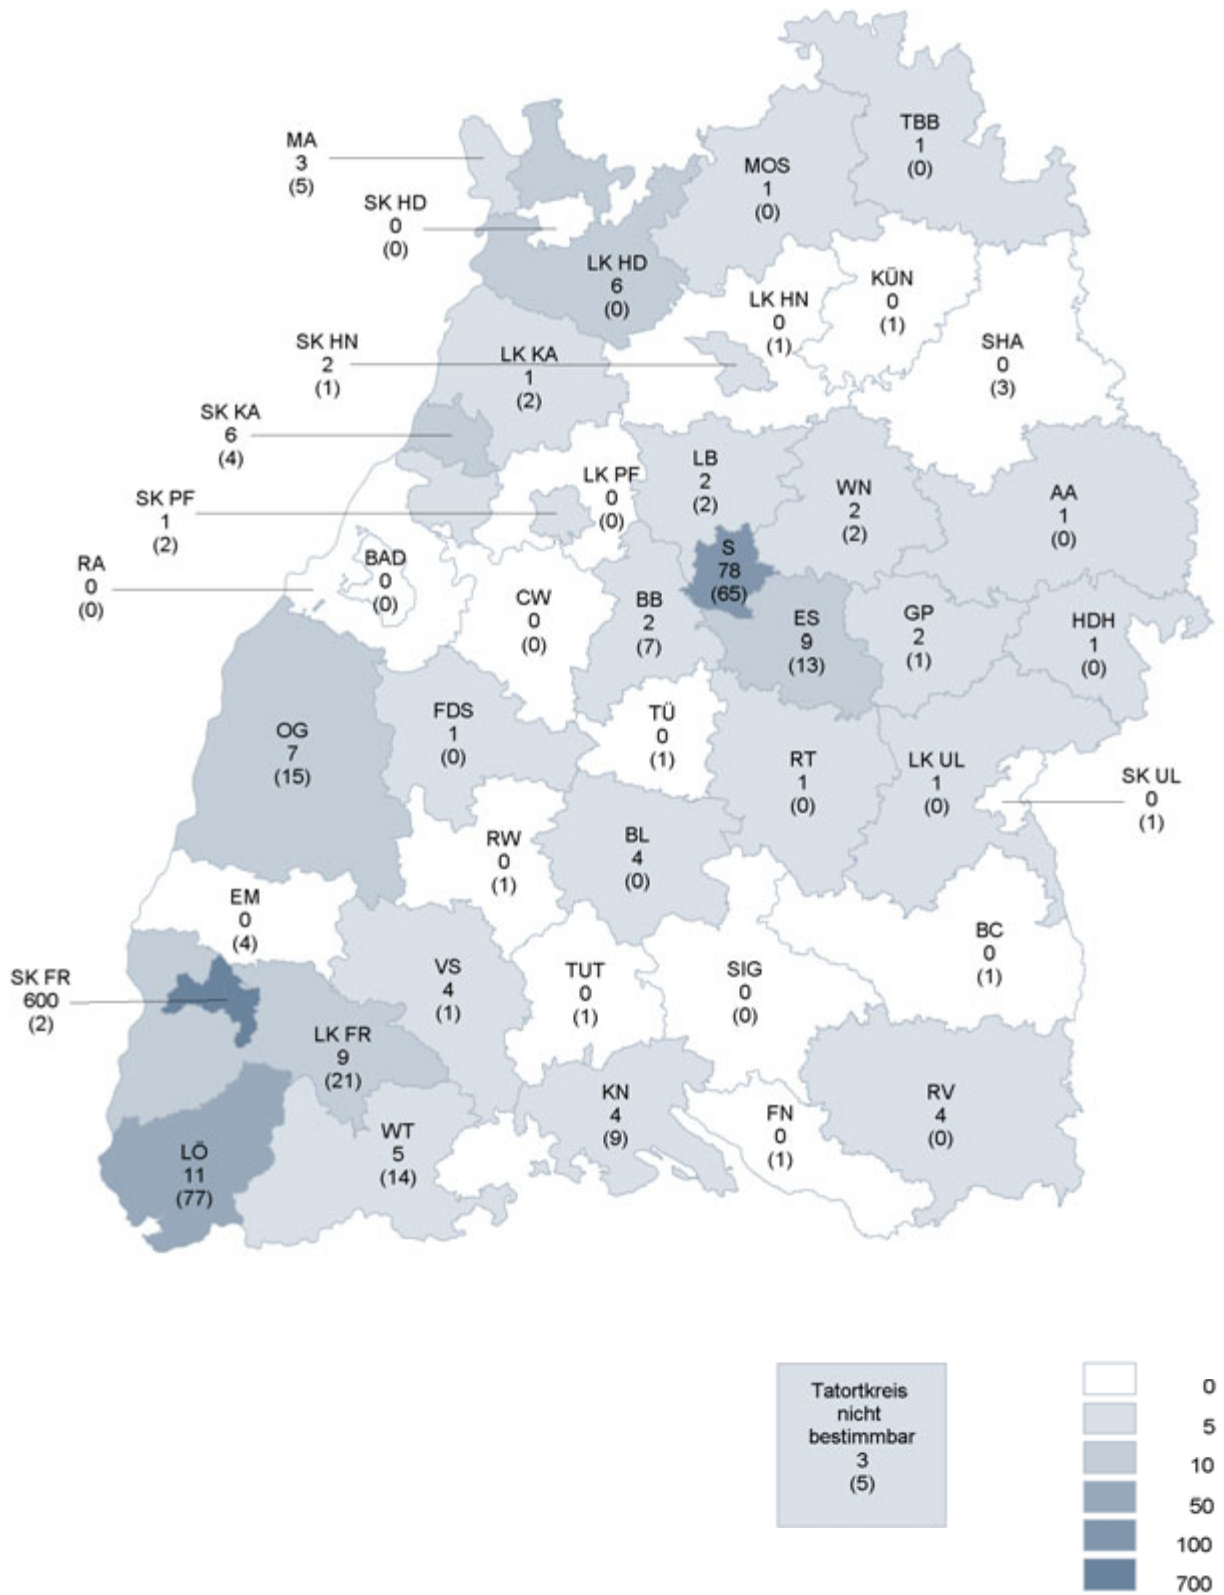 TBB
1
(0)
MA
3
(5)
MOS
1
(0)
SK HD
0
(0)
LK HD
6
(0)
KÜN
0
(1)
LK HN
0
(1)
SHA
0
(3)
SK HN
2
(1)
LK KA
1
(2)
SK KA
6
(4)
LB
2
(2)
LK PF
0
(0)
WN
2
(2)
AA
1
(0)
SK PF
1
(2)
S
78
(65)
RA
0
(0)
BAD
0
(0)
CW
0
(0)
BB
2
(7)
ES
9
(13)
GP
2
(1)
HDH
1
(0)
OG
7
(15)
FDS
1
(0)
TÜ
0
(1)
RT
1
(0)
LK UL
1
(0)
SK UL
0
(1)
RW
0
(1)
BL
4
(0)
EM
0
(4)
BC
0
(1)
SK FR
600
(2)
VS
4
(1)
TUT
0
(1)
SIG
0
(0)
LK FR
9
(21)
KN
4
(9)
FN
0
(1)
RV
4
(0)
LÖ
11
(77)
WT
5
(14)
Tatortkreis
nicht
bestimmbar
3
(5)
0
5
10
50
100
700